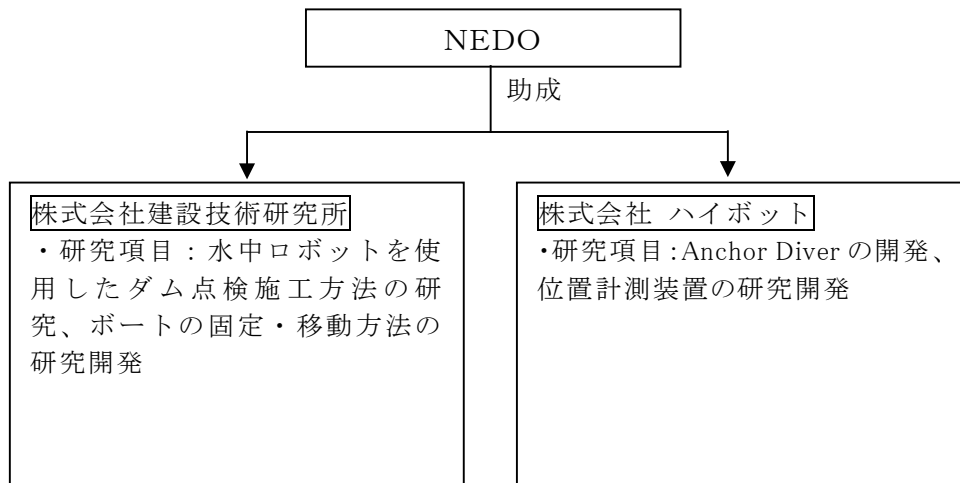 NEDO
助成
株式会社建設技術研究所
・研究項目：水中ロボットを使
用したダム点検施工方法の研
究、ボートの固定・移動方法の
研究開発
株式会社 ハイボット
・研究項目：Anchor Diver の開発、
位置計測装置の研究開発